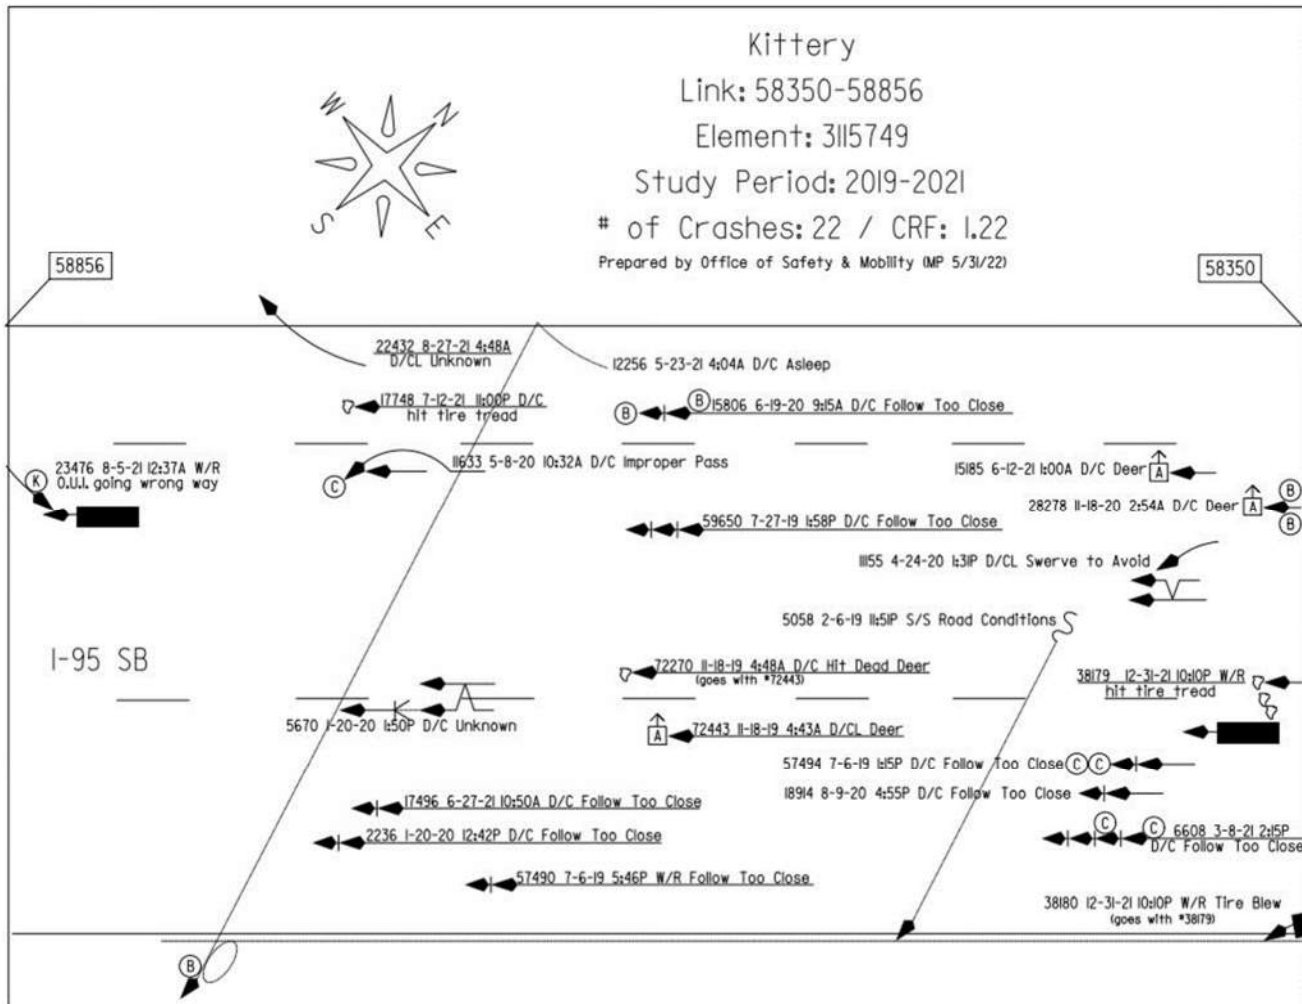 Kittery
Link: 58350-58856
Element: 3115749
Study Period: 2019-2021
# of Crashes: 22 / CRF: 1.22
Prepared by Office of Safety & Mobility (MP 5/31/22)
W
N
S
E
58856
58350
22432 8-27-21 4:48A
D/CL Unknown
12256 5-23-21 4:04A D/C Asleep
17748 7-12-21 11:00P D/C
hit tire tread
B
B
15806 6-19-20 9:15A D/C Follow Too Close
23476 8-5-21 12:37A W/R
O.U.I. going wrong way
K
11633 5-8-20 10:32A D/C Improper Pass
C
15185 6-12-21 1:00A D/C Deer
A
28278 11-18-20 2:54A D/C Deer
A
B
B
59650 7-27-19 1:58P D/C Follow Too Close
11155 4-24-20 1:31P D/CL Swerve to Avoid
5058 2-6-19 11:51P S/S Road Conditions
I-95 SB
72270 11-18-19 4:48A D/C Hit Dead Deer
(goes with #72443)
38179 12-31-21 10:10P W/R
hit tire tread
5670 1-20-20 1:50P D/C Unknown
A
72443 11-18-19 4:43A D/CL Deer
57494 7-6-19 1:15P D/C Follow Too Close
C
C
18914 8-9-20 4:55P D/C Follow Too Close
17496 6-27-21 10:50A D/C Follow Too Close
2236 1-20-20 12:42P D/C Follow Too Close
C
C
6608 3-8-21 2:15P
D/C Follow Too Close
57490 7-6-19 5:46P W/R Follow Too Close
38180 12-31-21 10:10P W/R Tire Blew
(goes with #38179)
B